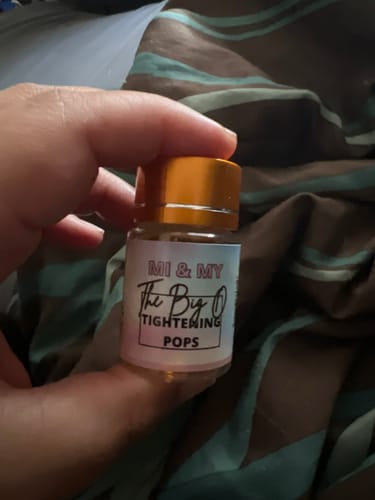 MI & MY
The Big O
TIGHTENING
POPS